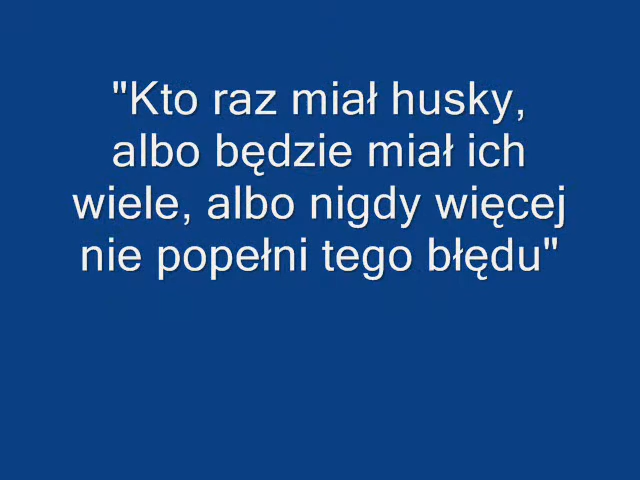 "Kto raz miał husky,
albo będzie miał ich
wiele, albo nigdy więcej
nie popełni tego błędu"